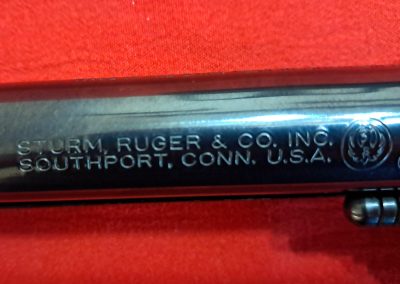 STURM, RUGER & CO. INC.
SOUTHPORT, CONN. U.S.A.